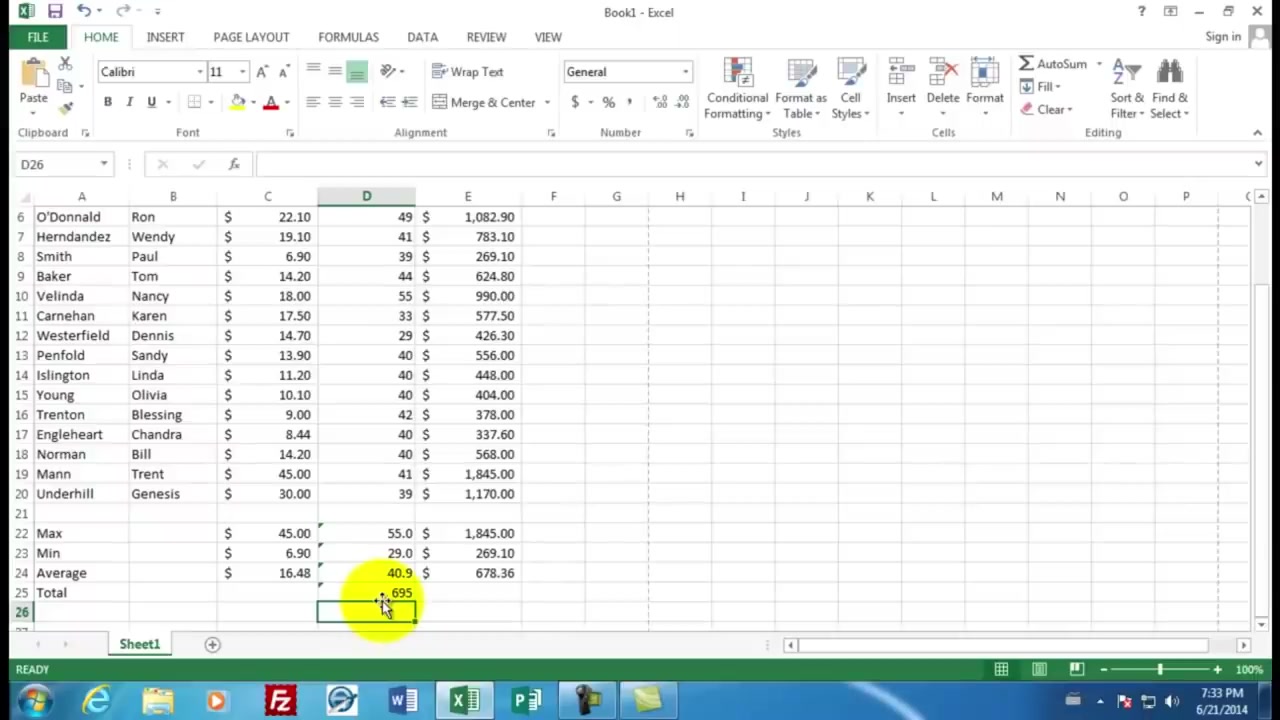 Book1 - Excel
?
FILE HOME INSERT PAGE LAYOUT FORMULAS DATA REVIEW VIEW Sign in
Calibri 11 Wrap Text General AutoSum
Fill
Paste B I U Merge & Center $ % , Conditional Formatting Format as Table Cell Styles Insert Delete Format Clear Sort & Filter Find & Select
Clipboard Font Alignment Number Styles Cells Editing
D26 fx
A B C D E F G H I J K L M N O P
6 O'Donnald Ron $ 22.10 49 $ 1,082.90
7 Herndandez Wendy $ 19.10 41 $ 783.10
8 Smith Paul $ 6.90 39 $ 269.10
9 Baker Tom $ 14.20 44 $ 624.80
10 Velinda Nancy $ 18.00 55 $ 990.00
11 Carnehan Karen $ 17.50 33 $ 577.50
12 Westerfield Dennis $ 14.70 29 $ 426.30
13 Penfold Sandy $ 13.90 40 $ 556.00
14 Islington Linda $ 11.20 40 $ 448.00
15 Young Olivia $ 10.10 40 $ 404.00
16 Trenton Blessing $ 9.00 42 $ 378.00
17 Engleheart Chandra $ 8.44 40 $ 337.60
18 Norman Bill $ 14.20 40 $ 568.00
19 Mann Trent $ 45.00 41 $ 1,845.00
20 Underhill Genesis $ 30.00 39 $ 1,170.00
21
22 Max $ 45.00 55.0 $ 1,845.00
23 Min $ 6.90 29.0 $ 269.10
24 Average $ 16.48 40.9 $ 678.36
25 Total 695
26
Sheet1
READY 100%
7:33 PM
6/21/2014